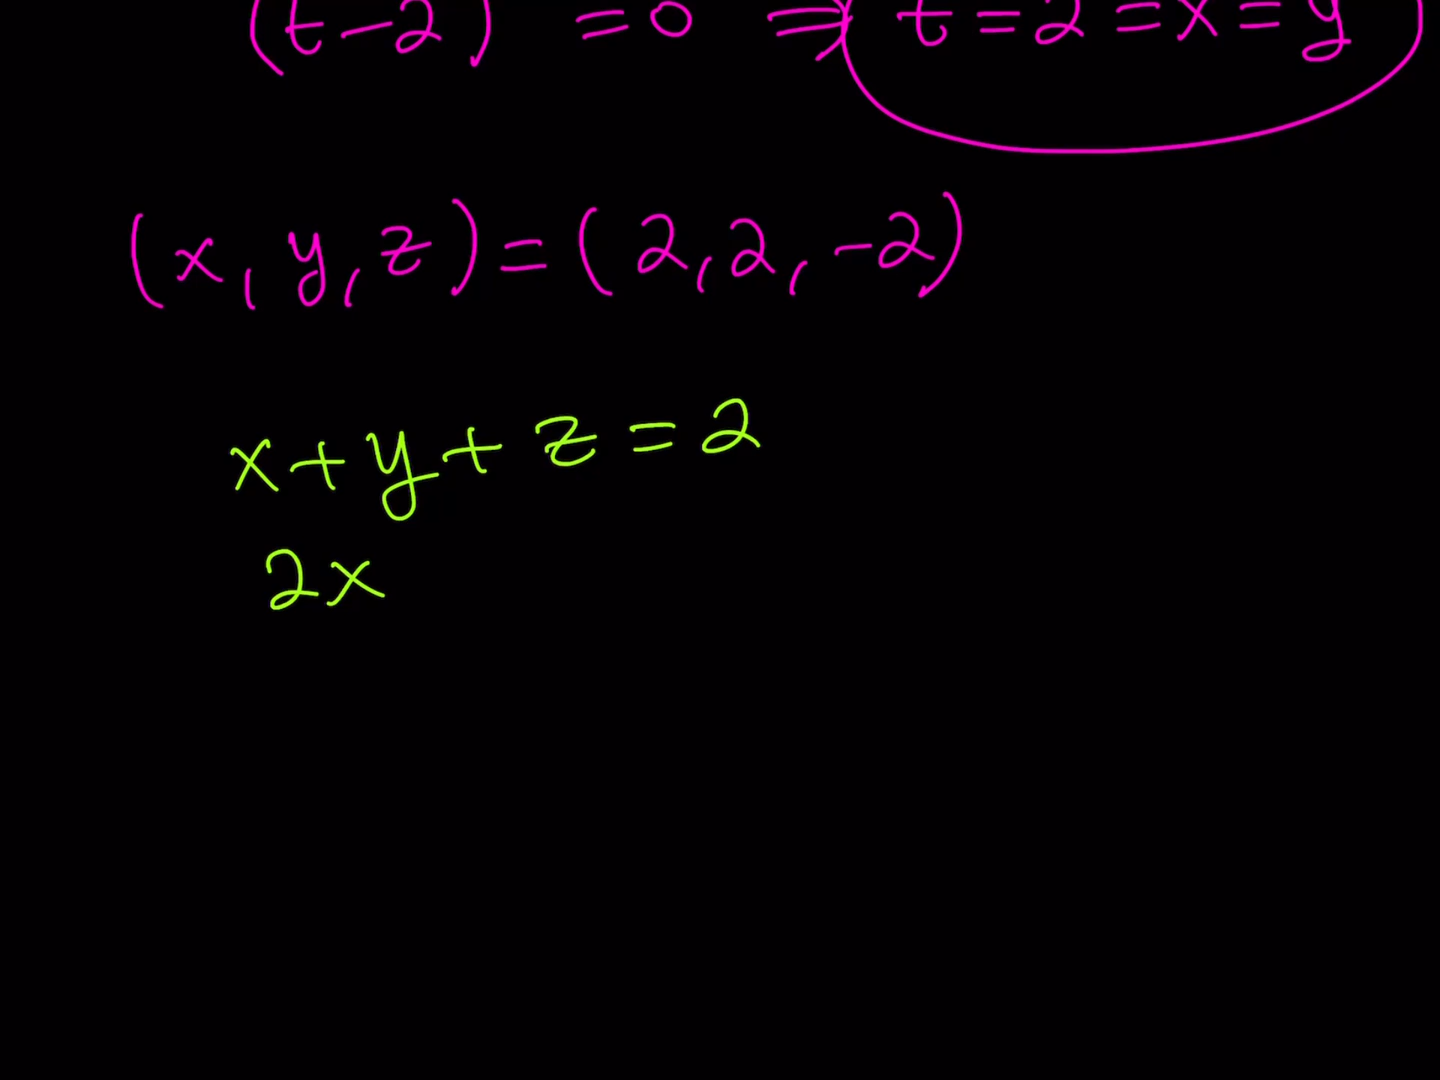 (t-2) =0 ⇒ t=2=x=y
(x, y, z)=(2,2,-2)
x+y+z=2
2x